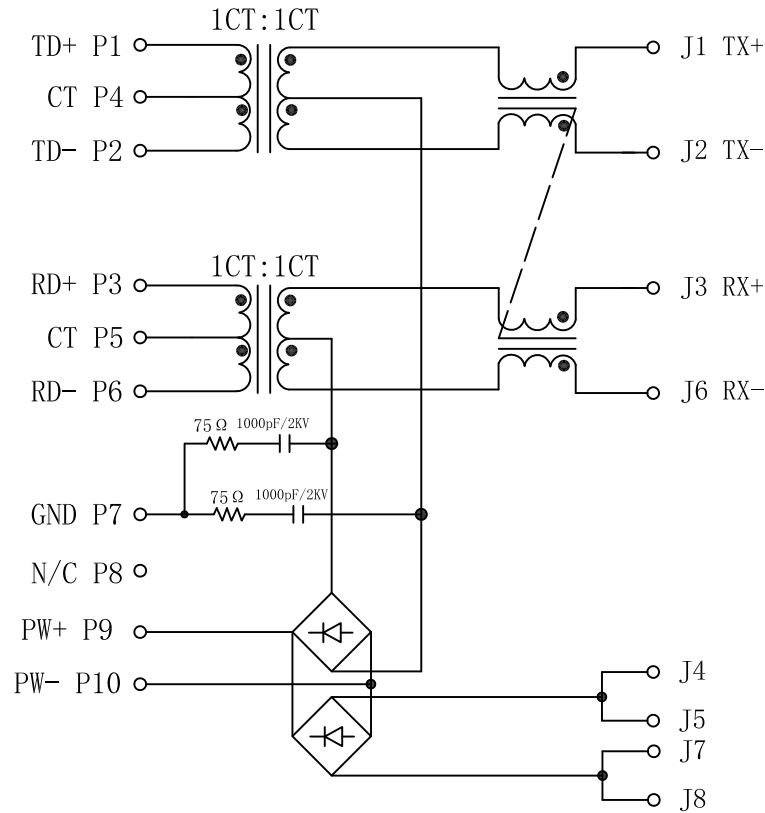 1CT:1CT
TD+ P1
J1 TX+
CT P4
TD- P2
J2 TX-
1CT:1CT
RD+ P3
J3 RX+
CT P5
RD- P6
J6 RX-
75Ω 1000pF/2KV
75Ω 1000pF/2KV
GND P7
N/C P8
PW+ P9
PW- P10
J4
J5
J7
J8